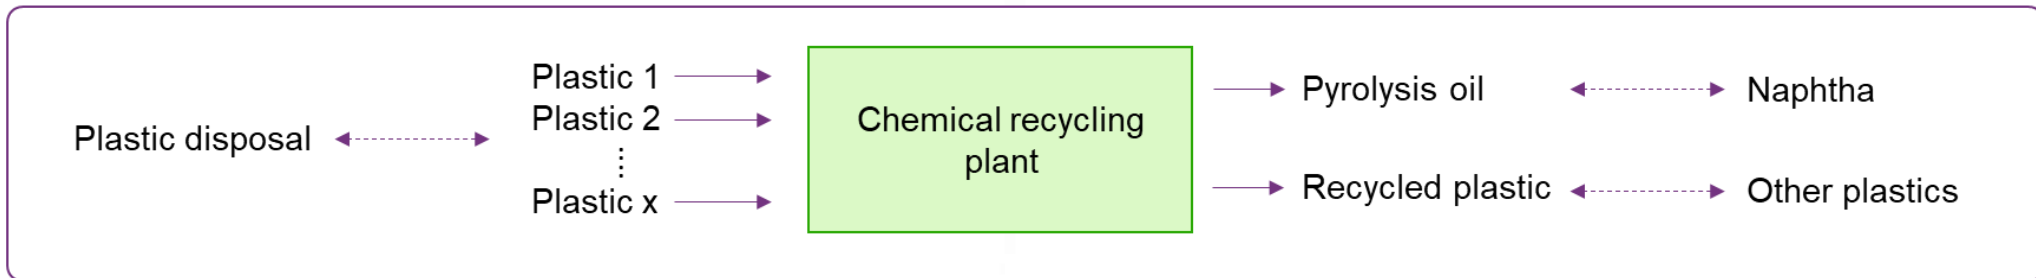 Plastic disposal
Plastic 1
Plastic 2
Plastic x
Chemical recycling
plant
Pyrolysis oil
Recycled plastic
Naphtha
Other plastics